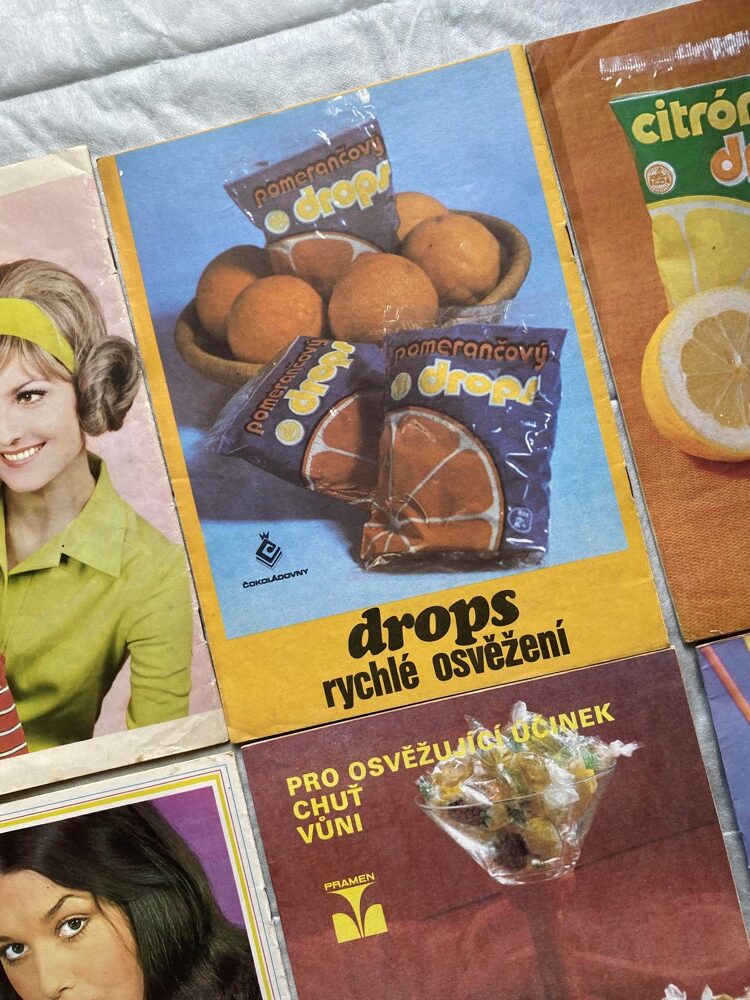 pomerančový
drops
pomerančový
drops
pomerančový
drops
ČOKOLÁDOVNY
drops
rychlé osvěžení
citrón
PRO OSVĚŽUJÍCÍ ÚČINEK
CHUŤ
VŮNI
PRAMEN